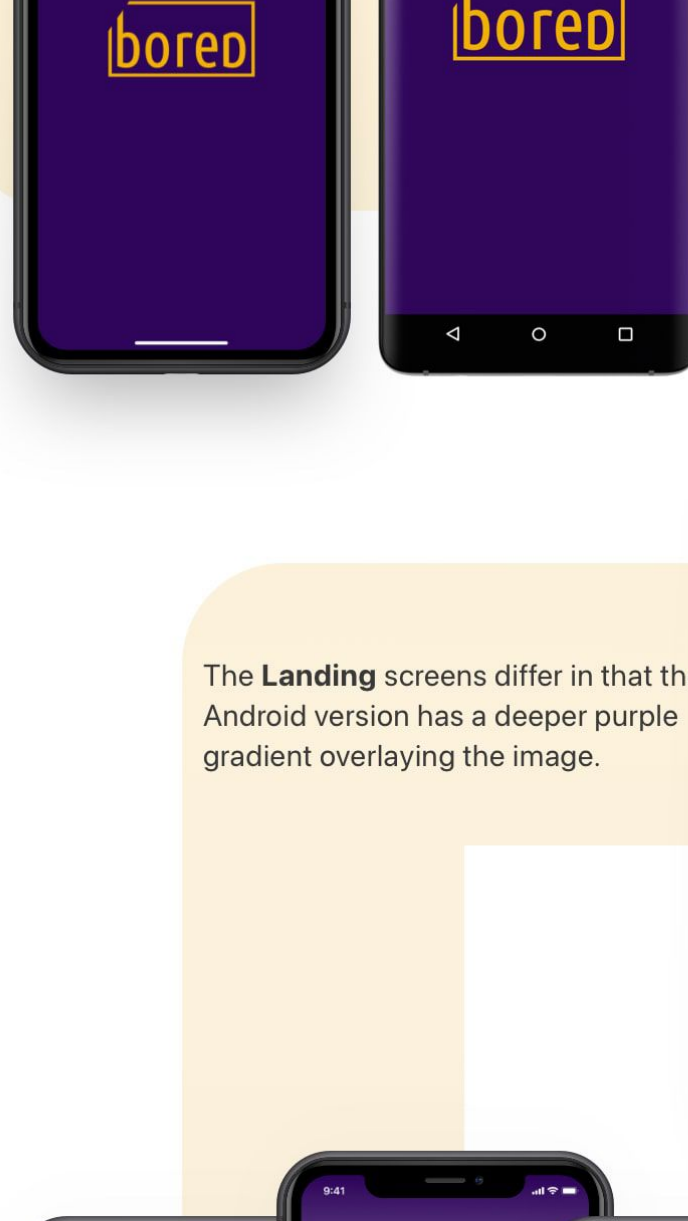 boreD
boreD
The Landing screens differ in that th
Android version has a deeper purple
gradient overlaying the image.
9:41